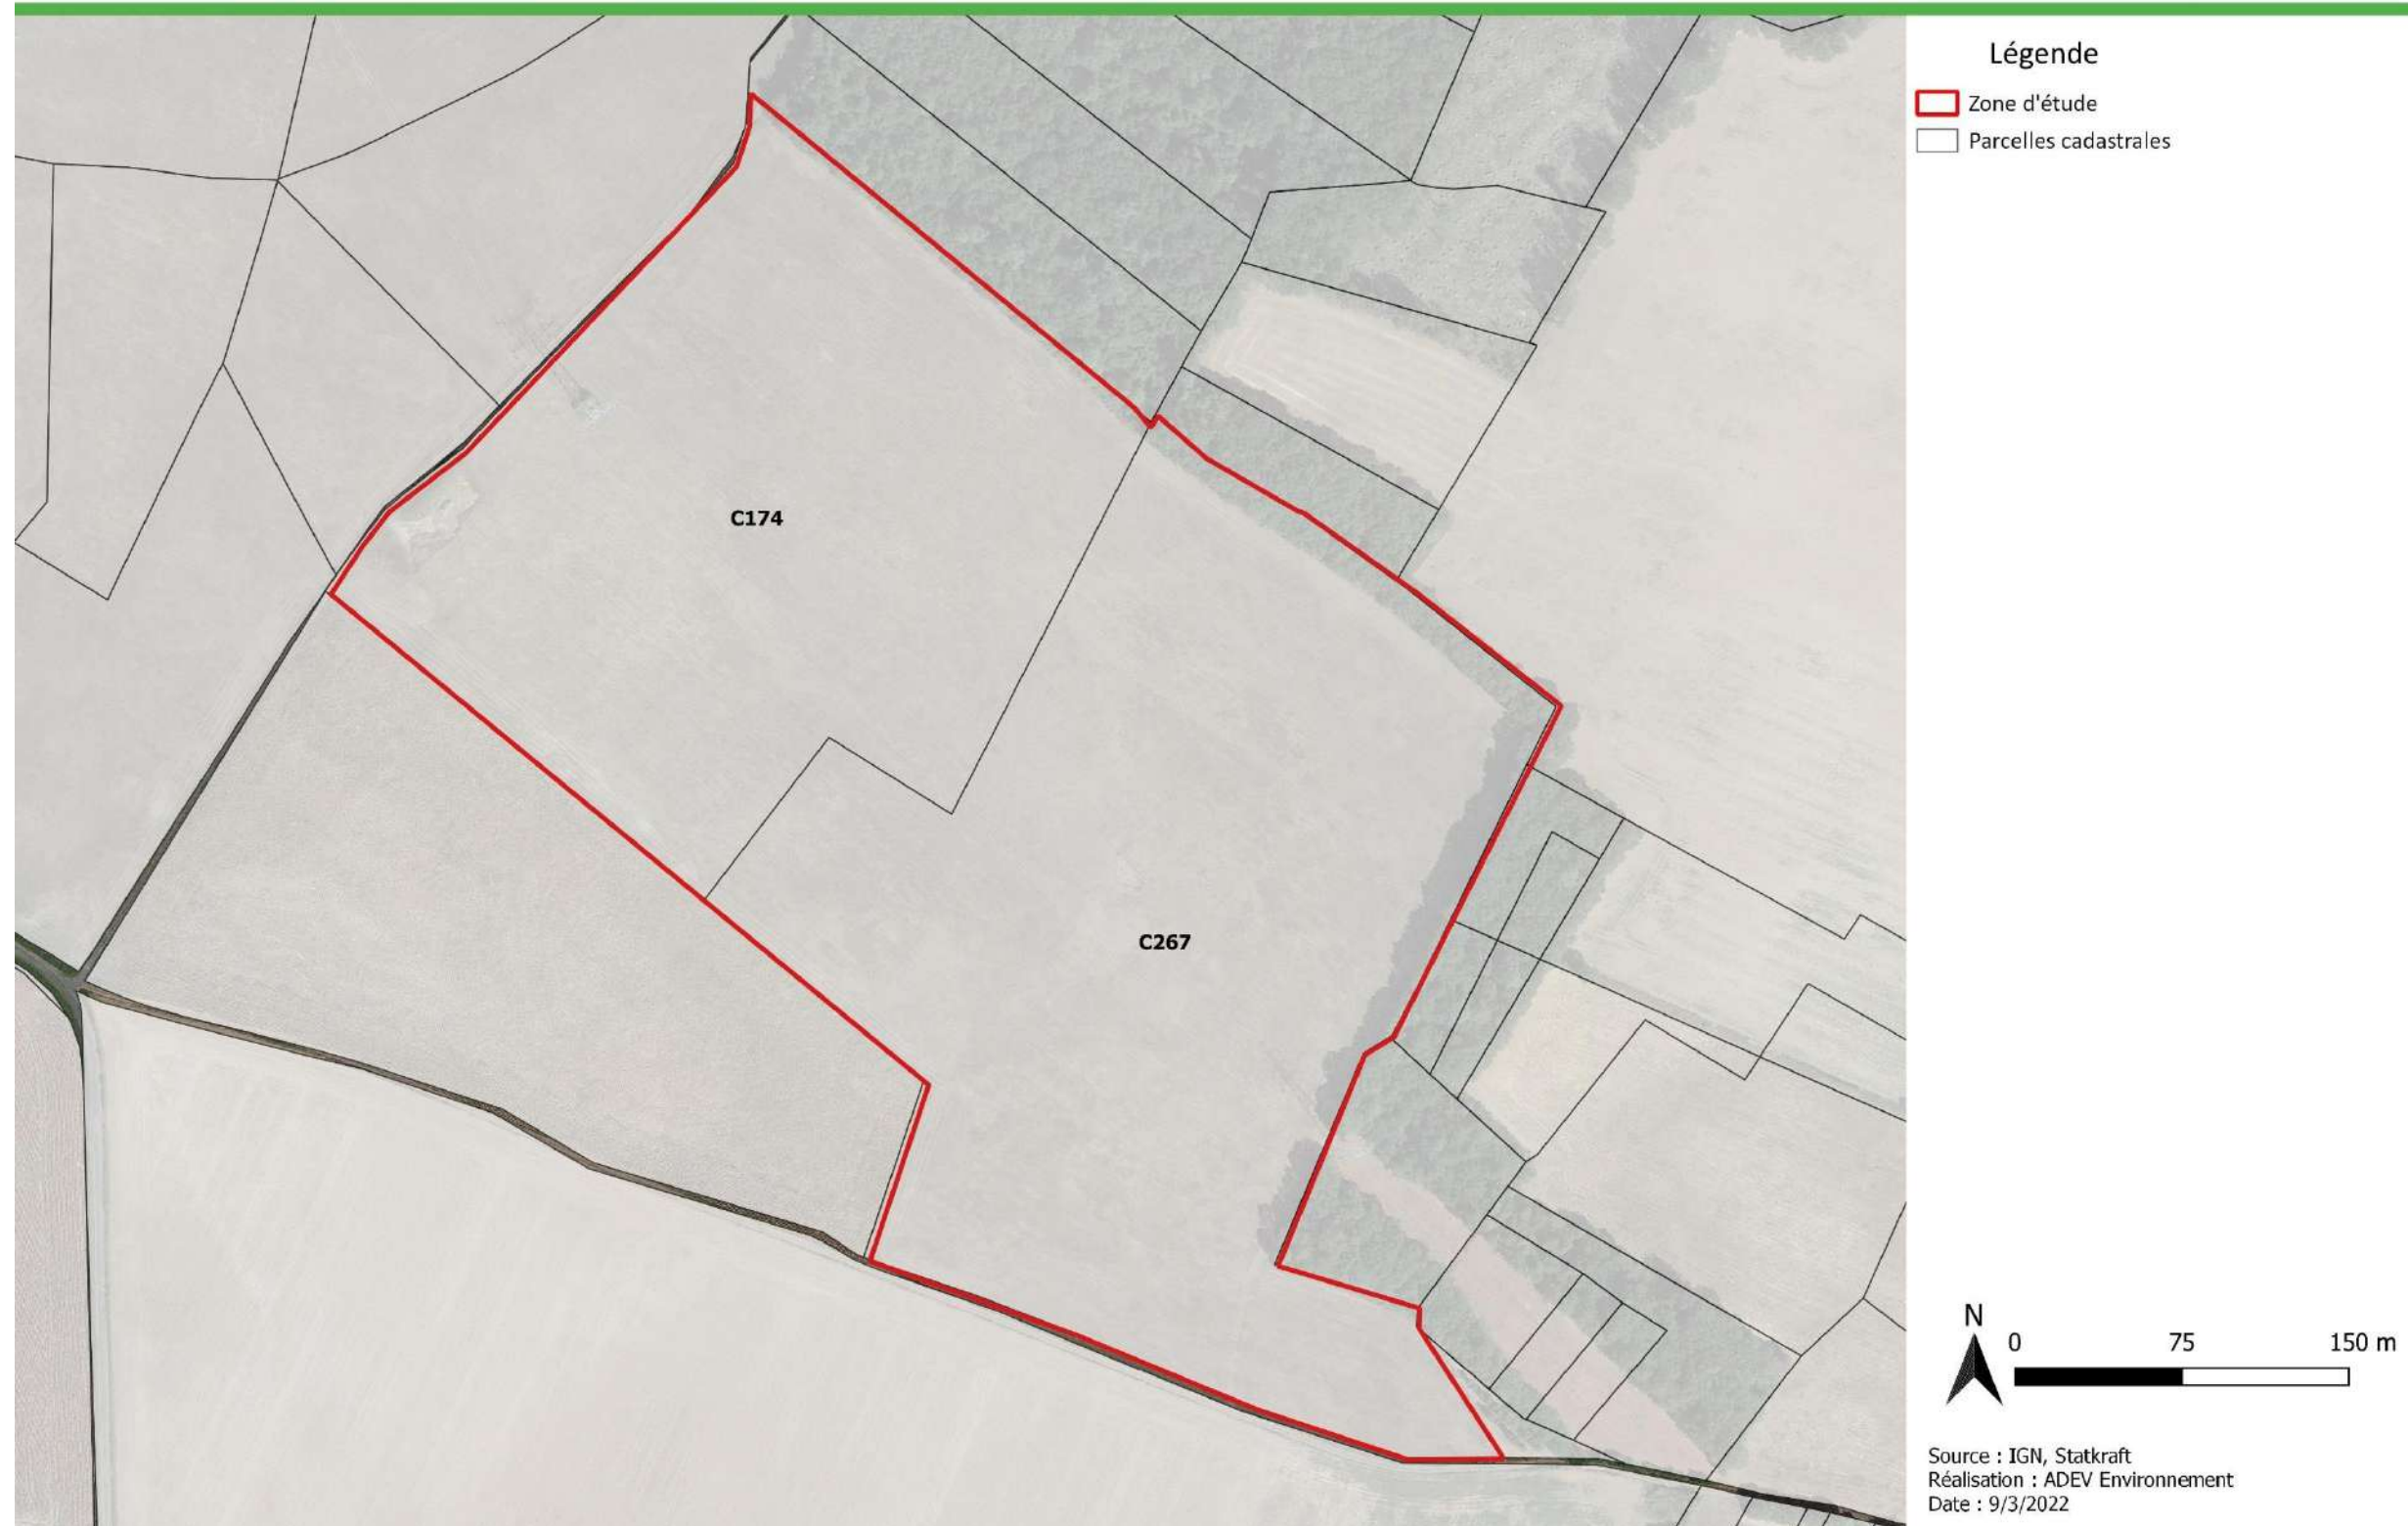 Légende
Zone d'étude
Parcelles cadastrales
C174
C267
N
0 75 150 m
Source : IGN, Statkraft
Réalisation : ADEV Environnement
Date : 9/3/2022